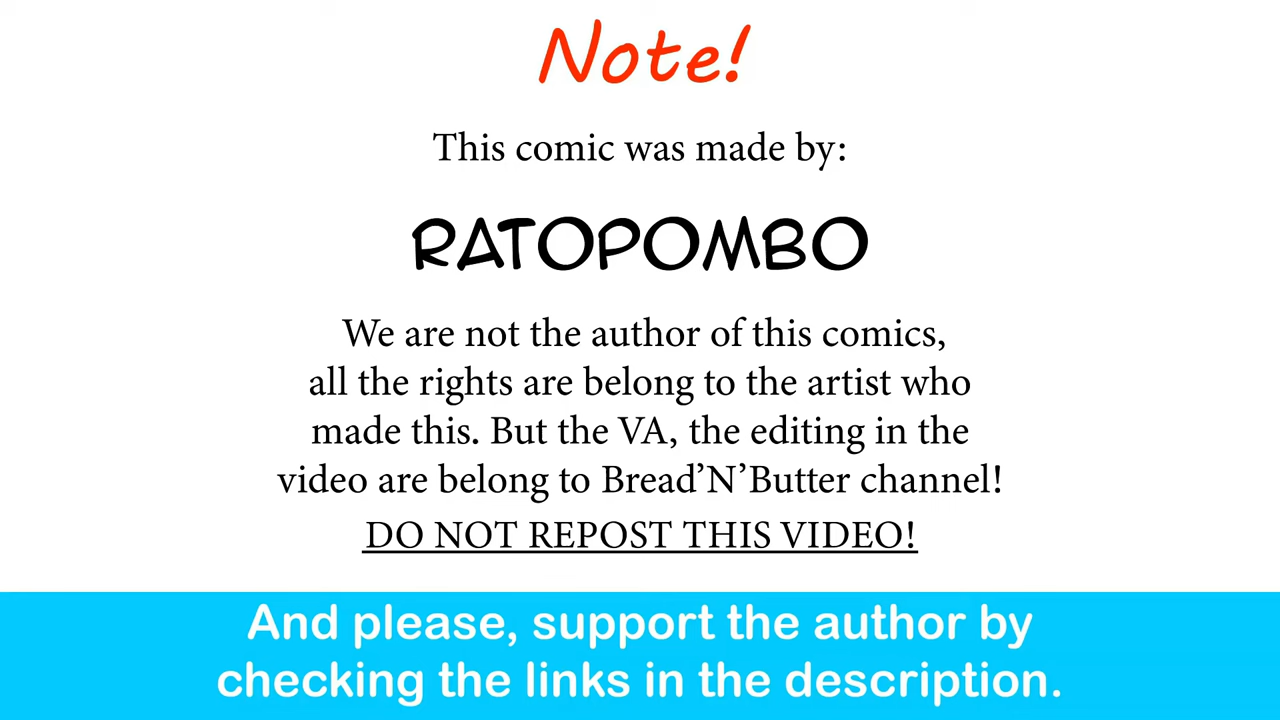 Note!
This comic was made by:
RATOPOMBO
We are not the author of this comics,
all the rights are belong to the artist who
made this. But the VA, the editing in the
video are belong to Bread’N’Butter channel!
DO NOT REPOST THIS VIDEO!
And please, support the author by
checking the links in the description.